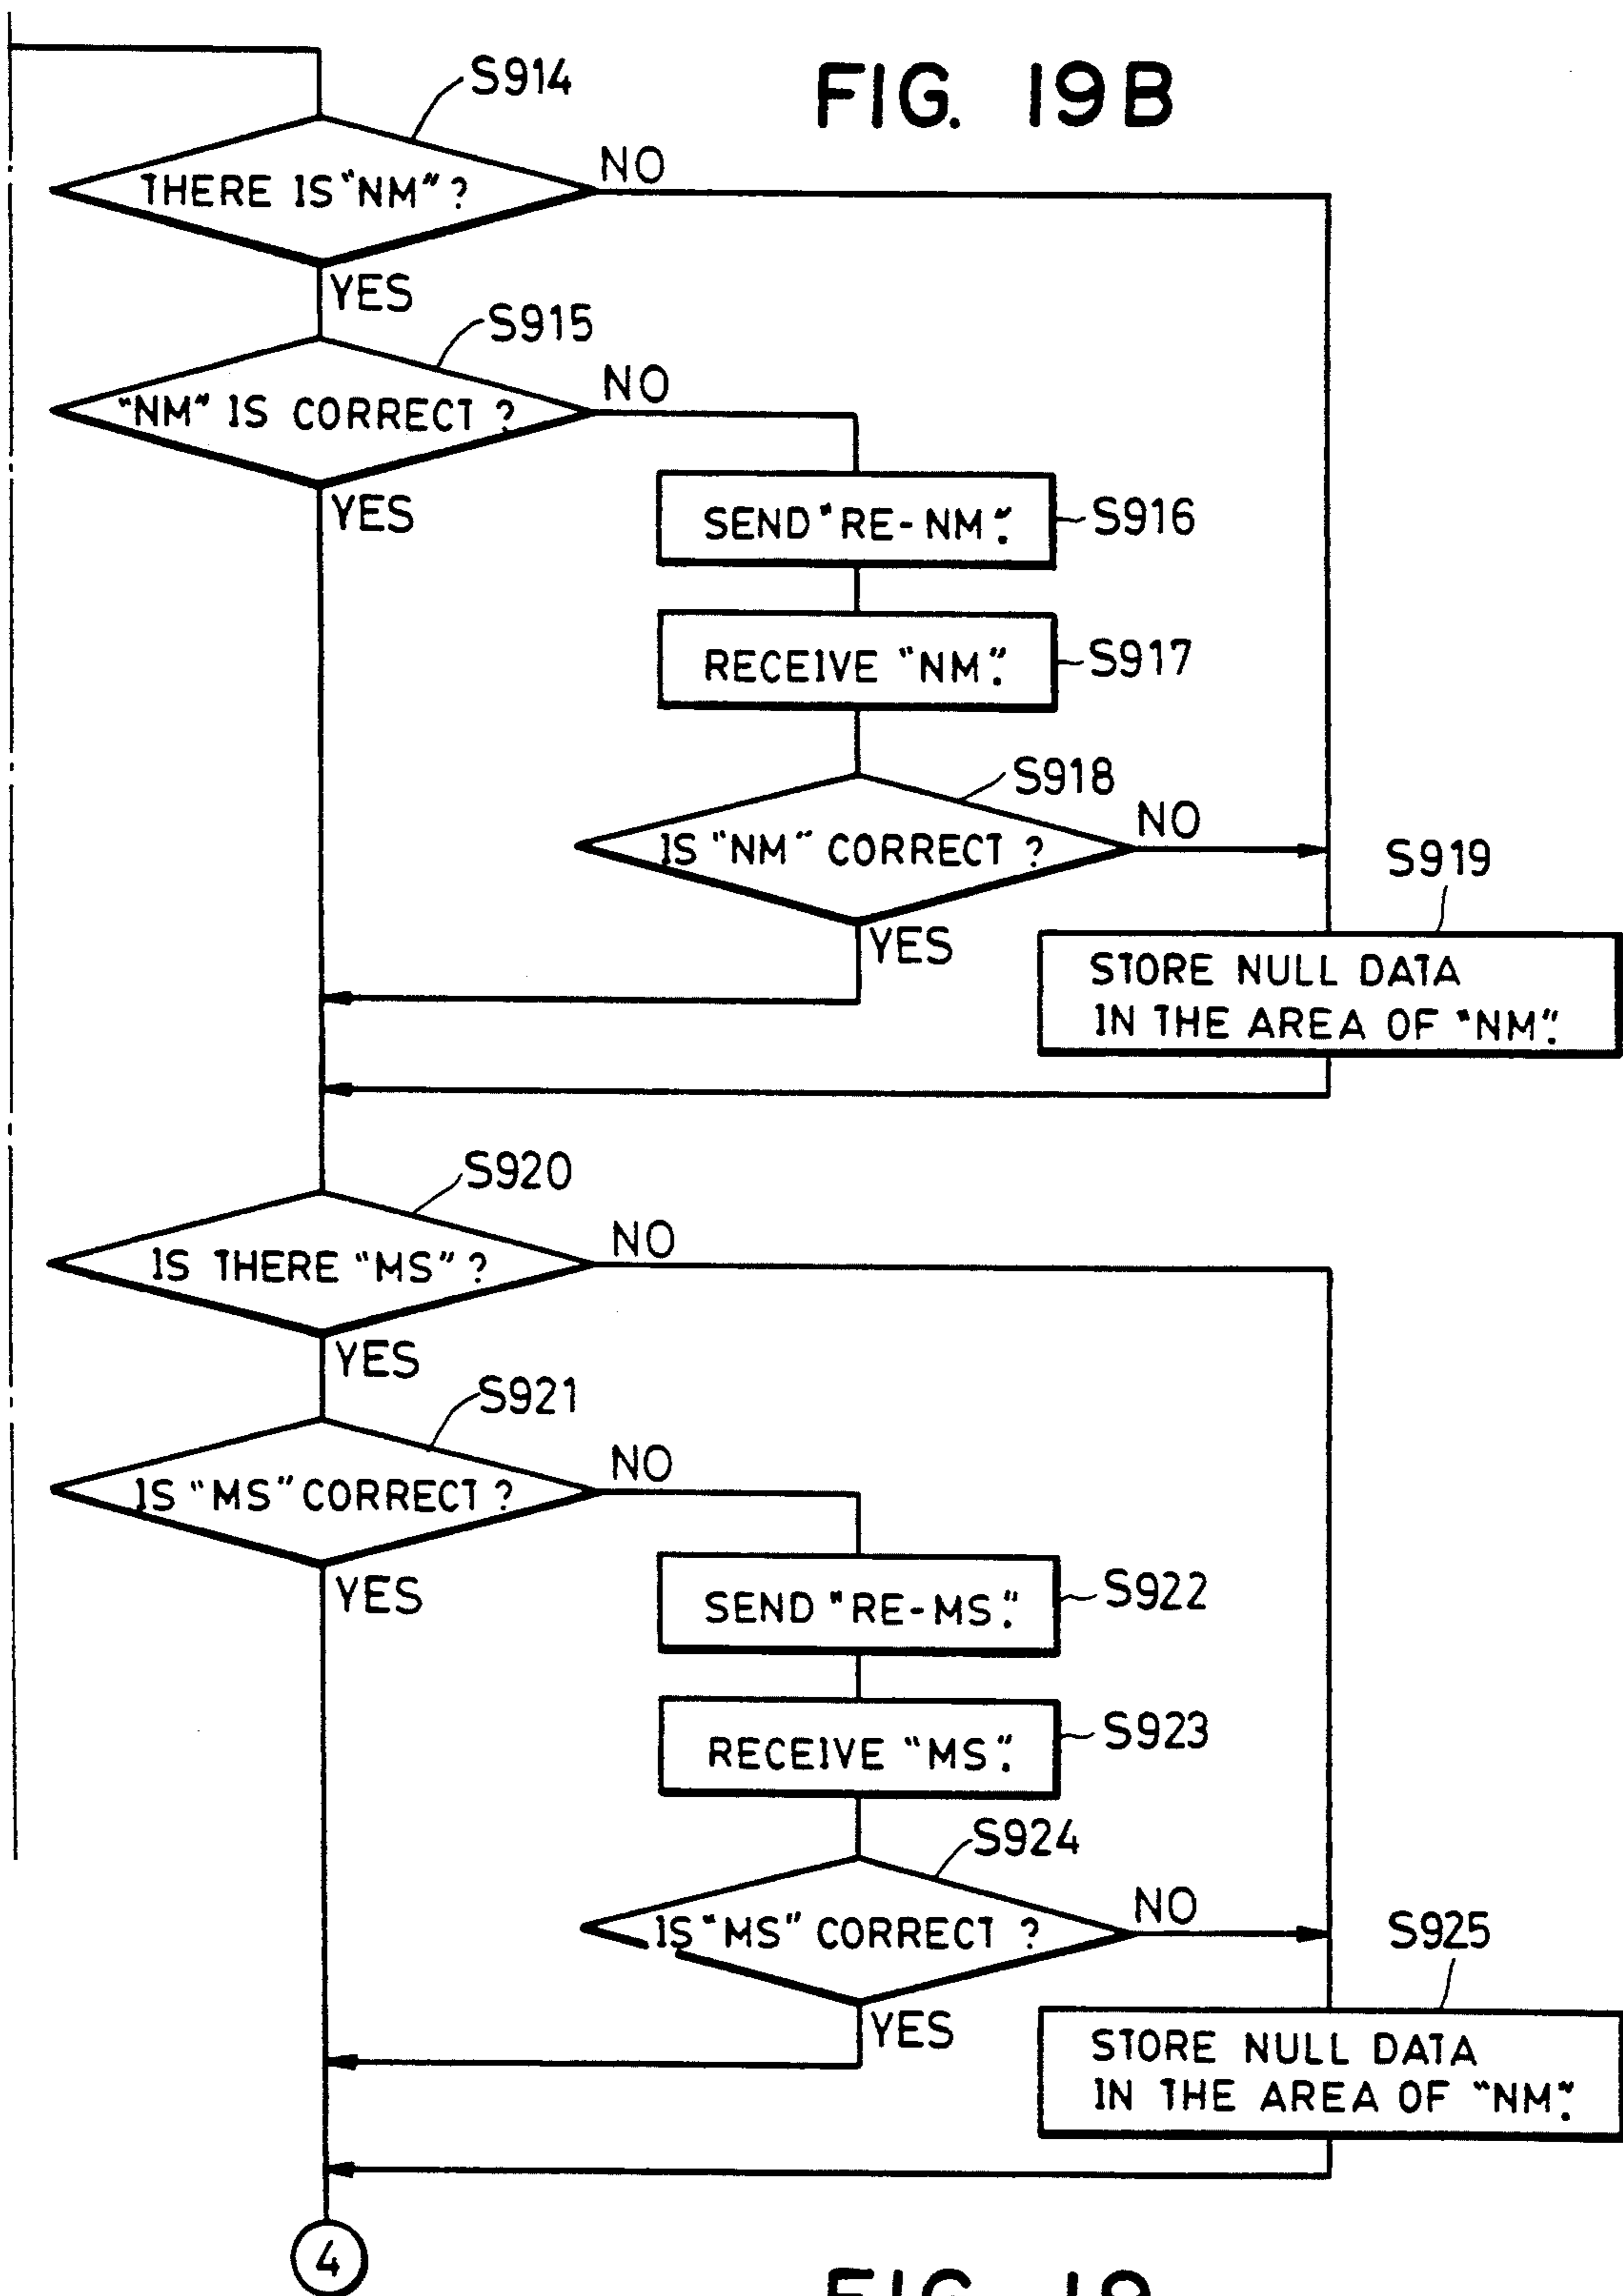 FIG. 19B
S914
THERE IS "NM" ?
NO
YES
S915
"NM" IS CORRECT ?
NO
YES
SEND "RE-NM".
S916
RECEIVE "NM".
S917
S918
IS "NM" CORRECT ?
NO
YES
S919
STORE NULL DATA
IN THE AREA OF "NM".
S920
IS THERE "MS" ?
NO
YES
S921
IS "MS" CORRECT ?
NO
YES
SEND "RE-MS".
S922
RECEIVE "MS".
S923
S924
IS "MS" CORRECT ?
NO
YES
S925
STORE NULL DATA
IN THE AREA OF "NM".
4
FIG. 19